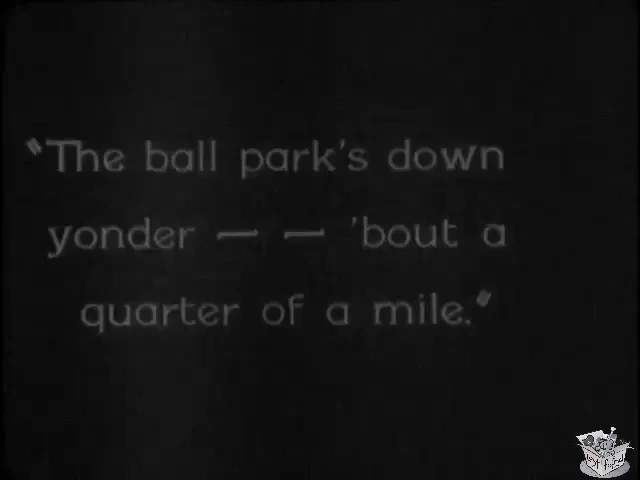 "The ball park's down
yonder — — 'bout a
quarter of a mile."